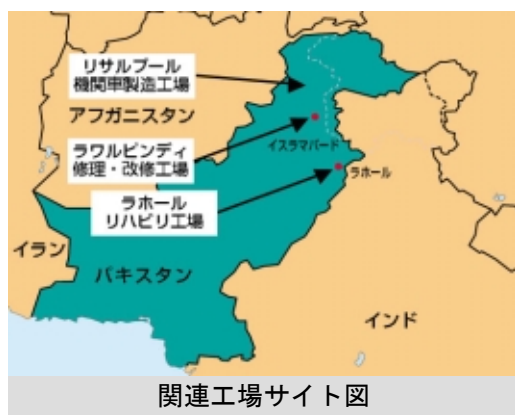 リサルプール
機関車製造工場
アフガニスタン
イスラマバード
ラワルピンディ
修理・改修工場
ラホール
ラホール
リハビリ工場
イラン
パキスタン
インド
関連工場サイト図